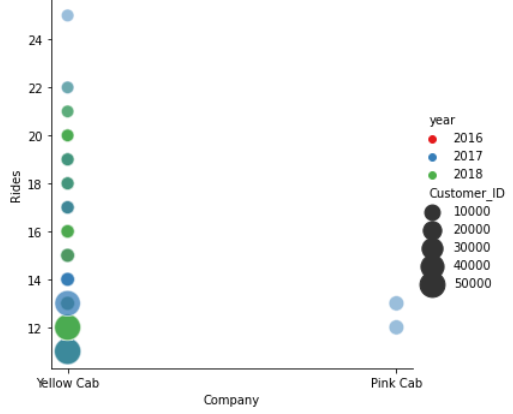 24
22
20
18
16
14
12
Rides
Yellow Cab
Pink Cab
Company
year
2016
2017
2018
Customer_ID
10000
20000
30000
40000
50000